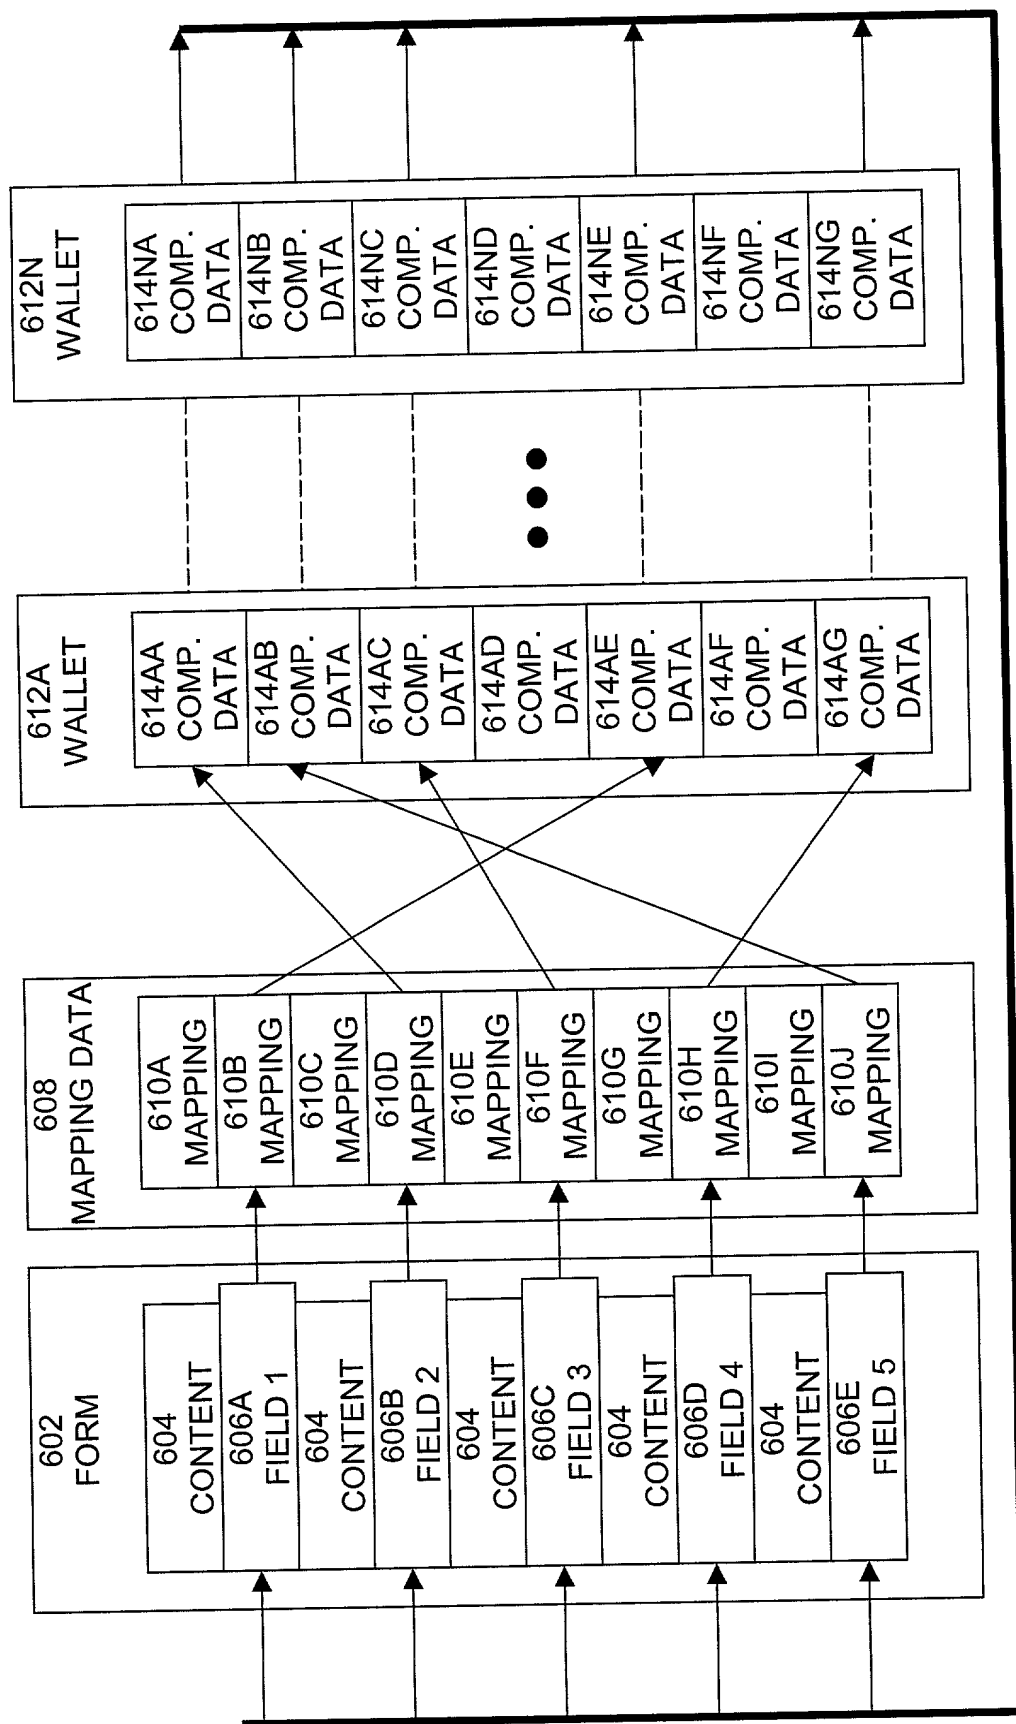 602
FORM
604
CONTENT
606A
FIELD 1
604
CONTENT
606B
FIELD 2
604
CONTENT
606C
FIELD 3
604
CONTENT
606D
FIELD 4
604
CONTENT
606E
FIELD 5
608
MAPPING DATA
610A
MAPPING
610B
MAPPING
610C
MAPPING
610D
MAPPING
610E
MAPPING
610F
MAPPING
610G
MAPPING
610H
MAPPING
610I
MAPPING
610J
MAPPING
612A
WALLET
614AA
COMP.
DATA
614AB
COMP.
DATA
614AC
COMP.
DATA
614AD
COMP.
DATA
614AE
COMP.
DATA
614AF
COMP.
DATA
614AG
COMP.
DATA
612N
WALLET
614NA
COMP.
DATA
614NB
COMP.
DATA
614NC
COMP.
DATA
614ND
COMP.
DATA
614NE
COMP.
DATA
614NF
COMP.
DATA
614NG
COMP.
DATA